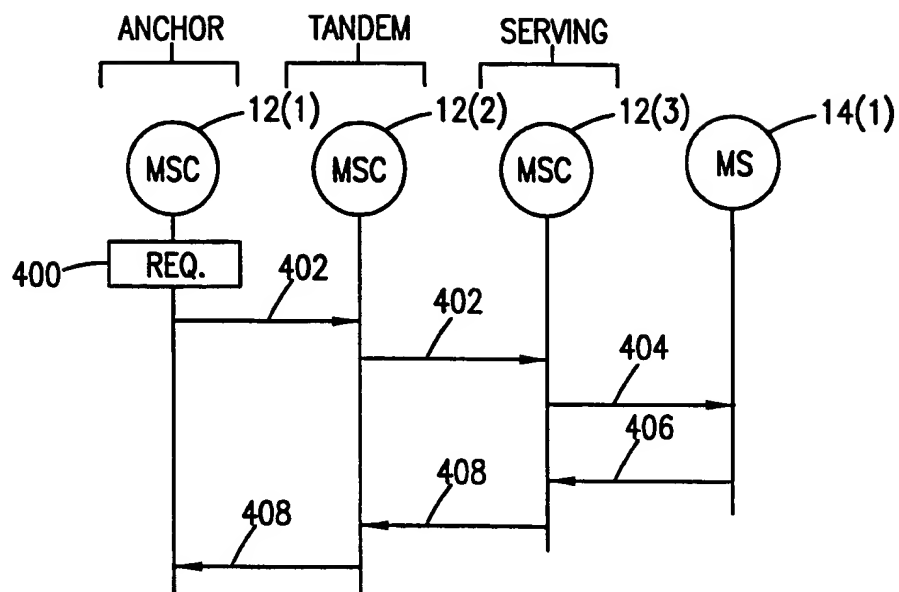 ANCHOR TANDEM SERVING
12(1) 12(2) 12(3) 14(1)
MSC MSC MSC MS
400 REQ.
402
402
404
406
408
408